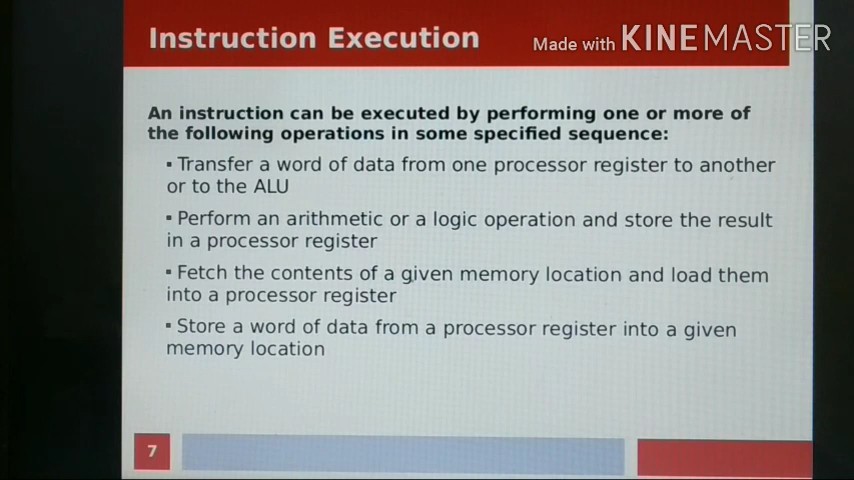 Instruction Execution
Made with KINEMASTER
An instruction can be executed by performing one or more of
the following operations in some specified sequence:
▪ Transfer a word of data from one processor register to another
or to the ALU
▪ Perform an arithmetic or a logic operation and store the result
in a processor register
▪ Fetch the contents of a given memory location and load them
into a processor register
▪ Store a word of data from a processor register into a given
memory location
7